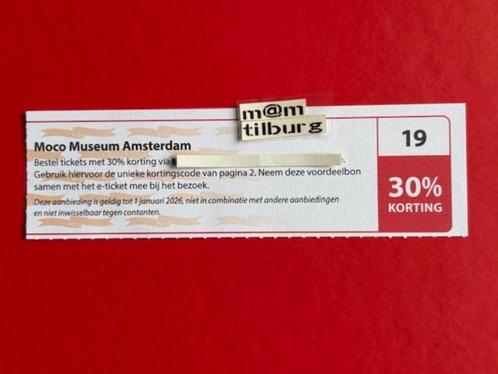 m@m
tilburg
Moco Museum Amsterdam
Bestel tickets met 30% korting via
Gebruik hiervoor de unieke kortingscode van pagina 2. Neem deze voordeelbon
samen met het e-ticket mee bij het bezoek.
Deze aanbieding is geldig tot 1 januari 2026, niet in combinatie met andere aanbiedingen
en niet inwisselbaar tegen contanten.
19
30%
KORTING